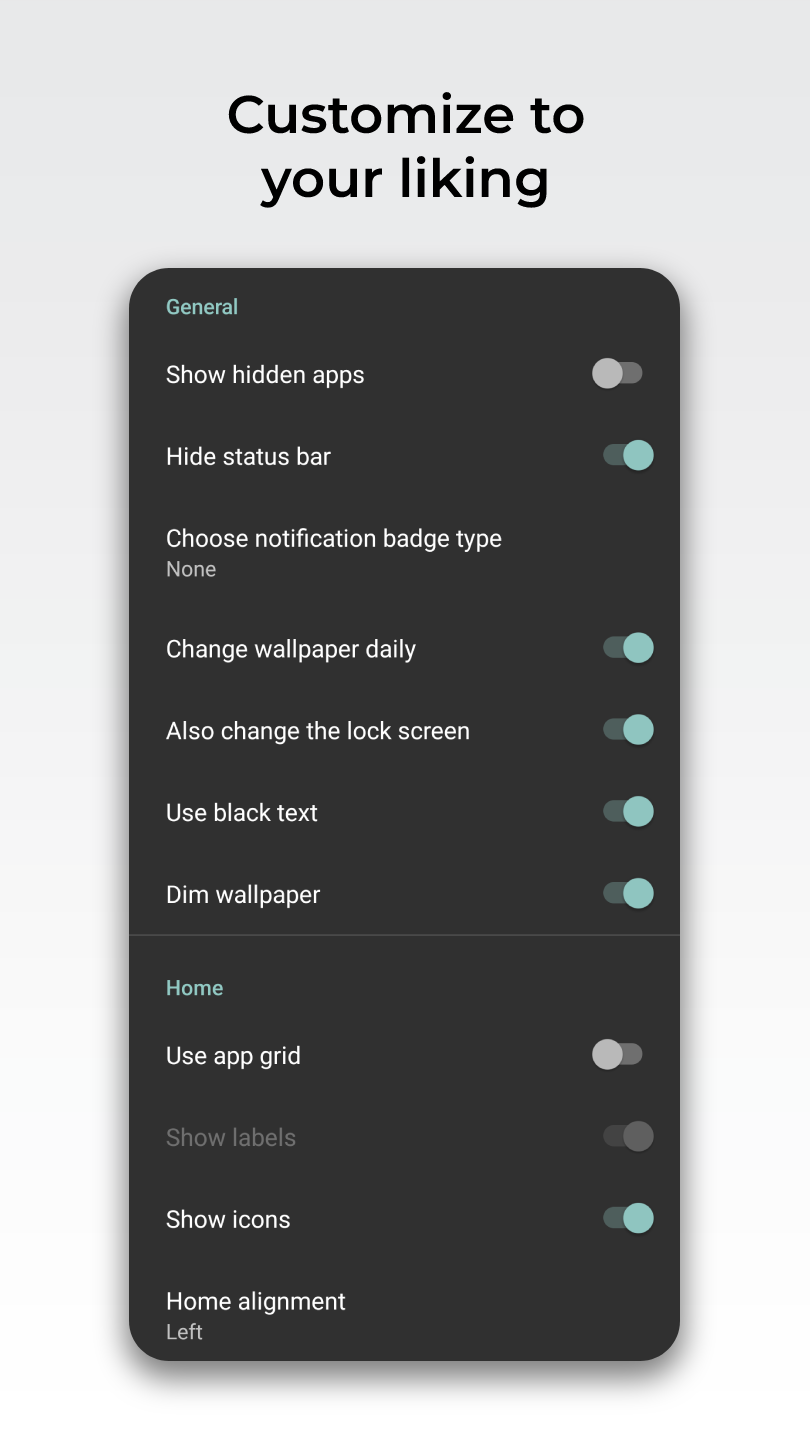 Customize to
your liking
General
Show hidden apps
Hide status bar
Choose notification badge type
None
Change wallpaper daily
Also change the lock screen
Use black text
Dim wallpaper
Home
Use app grid
Show labels
Show icons
Home alignment
Left